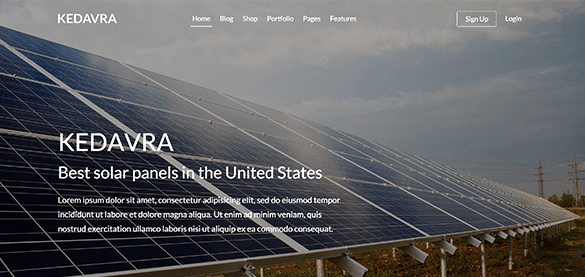 KEDAVRA
Home Blog Shop Portfolio Pages Features
Sign Up Login
KEDAVRA
Best solar panels in the United States
Lorem ipsum dolor sit amet, consectetur adipisicing elit, sed do eiusmod tempor
incididunt ut labore et dolore magna aliqua. Ut enim ad minim veniam, quis
nostrud exercitation ullamco laboris nisi ut aliquip ex ea commodo consequat.